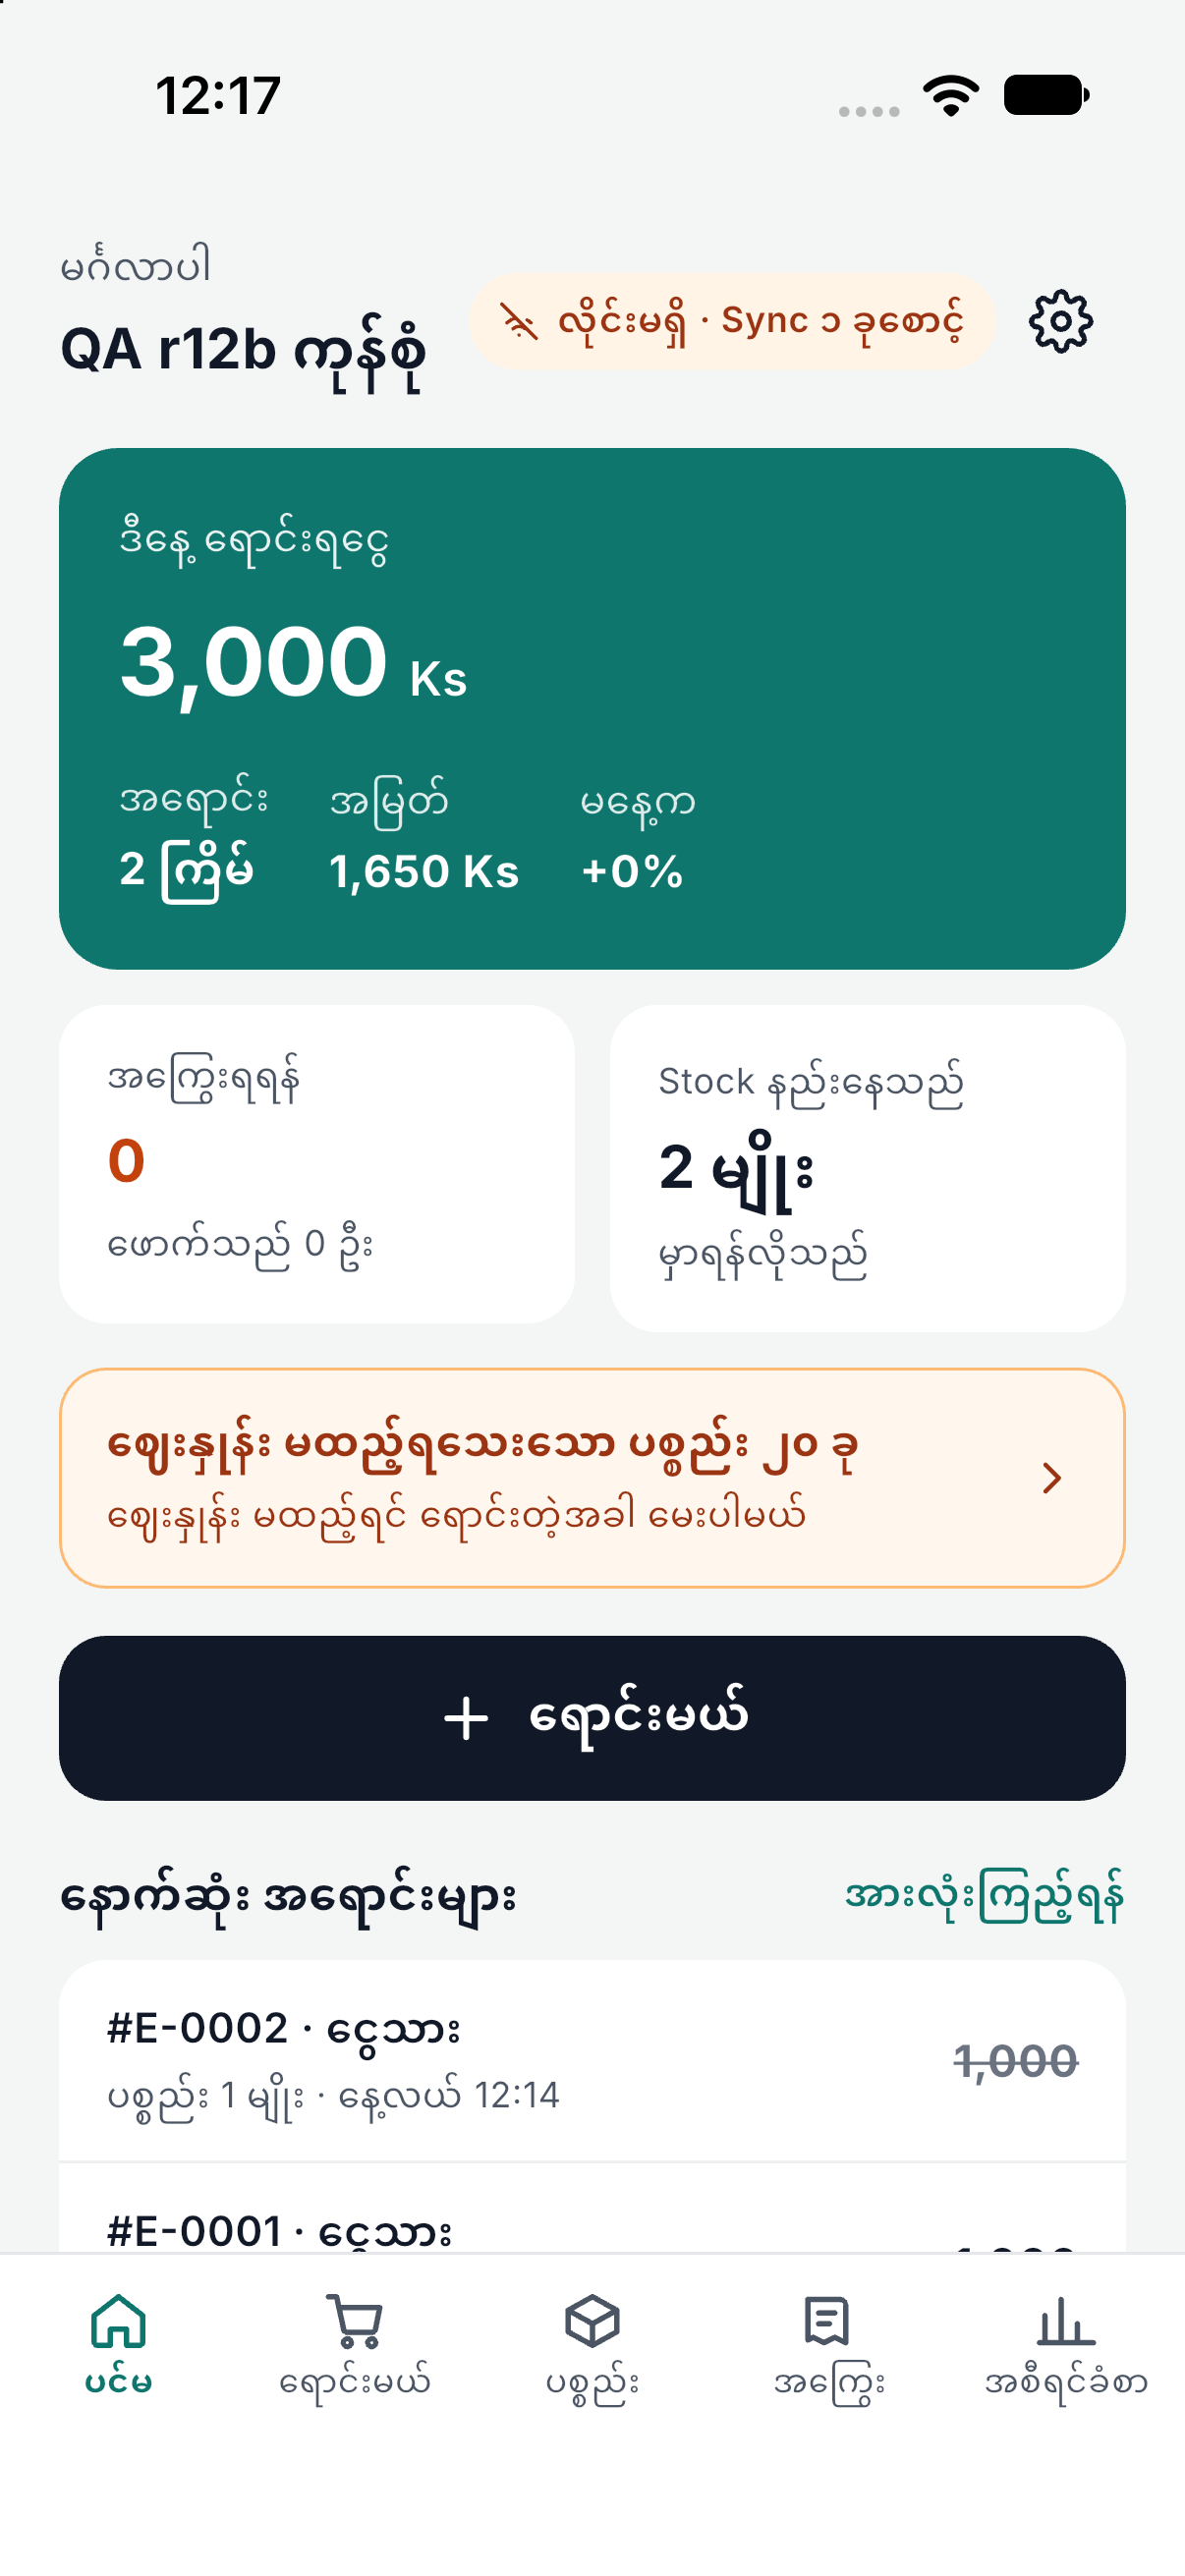 12:17
မင်္ဂလာပါ
QA r12b ကုန်စုံ
လိုင်းမရှိ · Sync ၁ ခုစောင့်
ဒီနေ့ ရောင်းရငွေ
3,000 Ks
အရောင်း အမြတ် မနေ့က
2 ကြိမ် 1,650 Ks +0%
အကြွေးရရန်
0
ဖောက်သည် 0 ဦး
Stock နည်းနေသည်
2 မျိုး
မှာရန်လိုသည်
ဈေးနှုန်း မထည့်ရသေးသော ပစ္စည်း ၂၀ ခု
ဈေးနှုန်း မထည့်ရင် ရောင်းတဲ့အခါ မေးပါမယ်
+ ရောင်းမယ်
နောက်ဆုံး အရောင်းများ အားလုံးကြည့်ရန်
#E-0002 · ငွေသား
1,000
ပစ္စည်း 1 မျိုး · နေ့လယ် 12:14
#E-0001 · ငွေသား
ပင်မ ရောင်းမယ် ပစ္စည်း အကြွေး အစီရင်ခံစာ